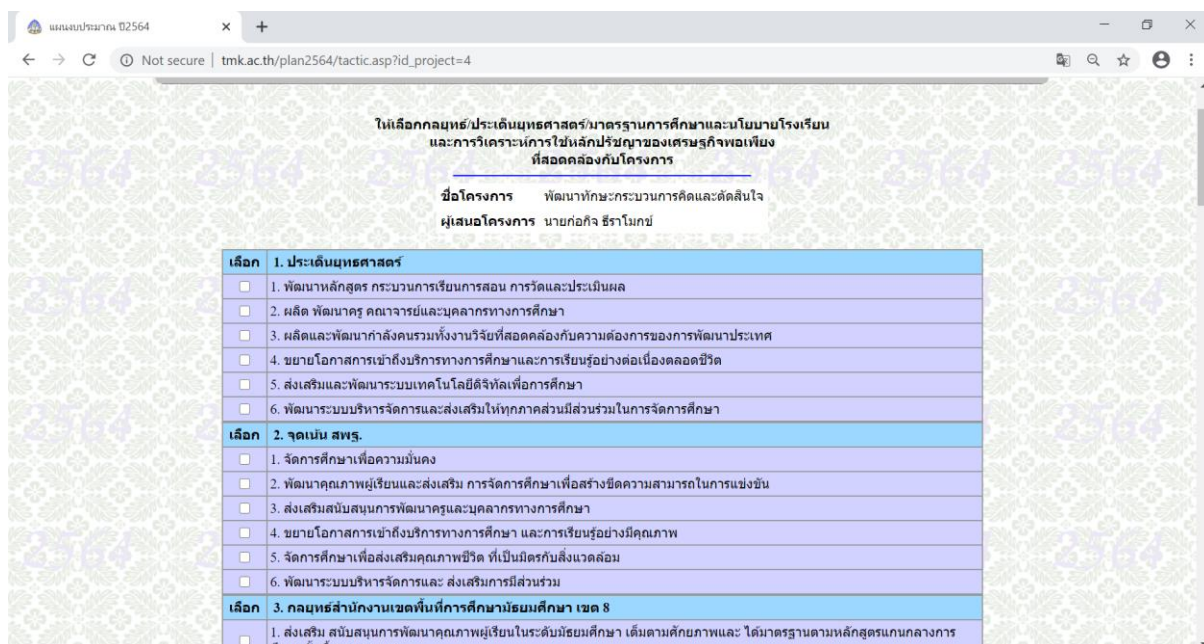 แผนงบประมาณ ปี2564
Not secure | tmk.ac.th/plan2564/tactic.asp?id_project=4
ให้เลือกกลยุทธ์/ประเด็นยุทธศาสตร์/มาตรฐานการศึกษาและนโยบายโรงเรียน
และการวิเคราะห์การใช้หลักปรัชญาของเศรษฐกิจพอเพียง
ที่สอดคล้องกับโครงการ
ชื่อโครงการ พัฒนาทักษะกระบวนการคิดและตัดสินใจ
ผู้เสนอโครงการ นายก่อกิจ ธีราโมกข์
เลือก 1. ประเด็นยุทธศาสตร์
1. พัฒนาหลักสูตร กระบวนการเรียนการสอน การวัดและประเมินผล
2. ผลิต พัฒนาครู คณาจารย์และบุคลากรทางการศึกษา
3. ผลิตและพัฒนากำลังคนรวมทั้งงานวิจัยที่สอดคล้องกับความต้องการของการพัฒนาประเทศ
4. ขยายโอกาสการเข้าถึงบริการทางการศึกษาและการเรียนรู้อย่างต่อเนื่องตลอดชีวิต
5. ส่งเสริมและพัฒนาระบบเทคโนโลยีดิจิทัลเพื่อการศึกษา
6. พัฒนาระบบบริหารจัดการและส่งเสริมให้ทุกภาคส่วนมีส่วนร่วมในการจัดการศึกษา
เลือก 2. จุดเน้น สพฐ.
1. จัดการศึกษาเพื่อความมั่นคง
2. พัฒนาคุณภาพผู้เรียนและส่งเสริม การจัดการศึกษาเพื่อสร้างขีดความสามารถในการแข่งขัน
3. ส่งเสริมสนับสนุนการพัฒนาครูและบุคลากรทางการศึกษา
4. ขยายโอกาสการเข้าถึงบริการทางการศึกษา และการเรียนรู้อย่างมีคุณภาพ
5. จัดการศึกษาเพื่อส่งเสริมคุณภาพชีวิต ที่เป็นมิตรกับสิ่งแวดล้อม
6. พัฒนาระบบบริหารจัดการและ ส่งเสริมการมีส่วนร่วม
เลือก 3. กลยุทธ์สำนักงานเขตพื้นที่การศึกษามัธยมศึกษา เขต 8
1. ส่งเสริม สนับสนุนการพัฒนาคุณภาพผู้เรียนในระดับมัธยมศึกษา เต็มตามศักยภาพและ ได้มาตรฐานตามหลักสูตรแกนกลางการ